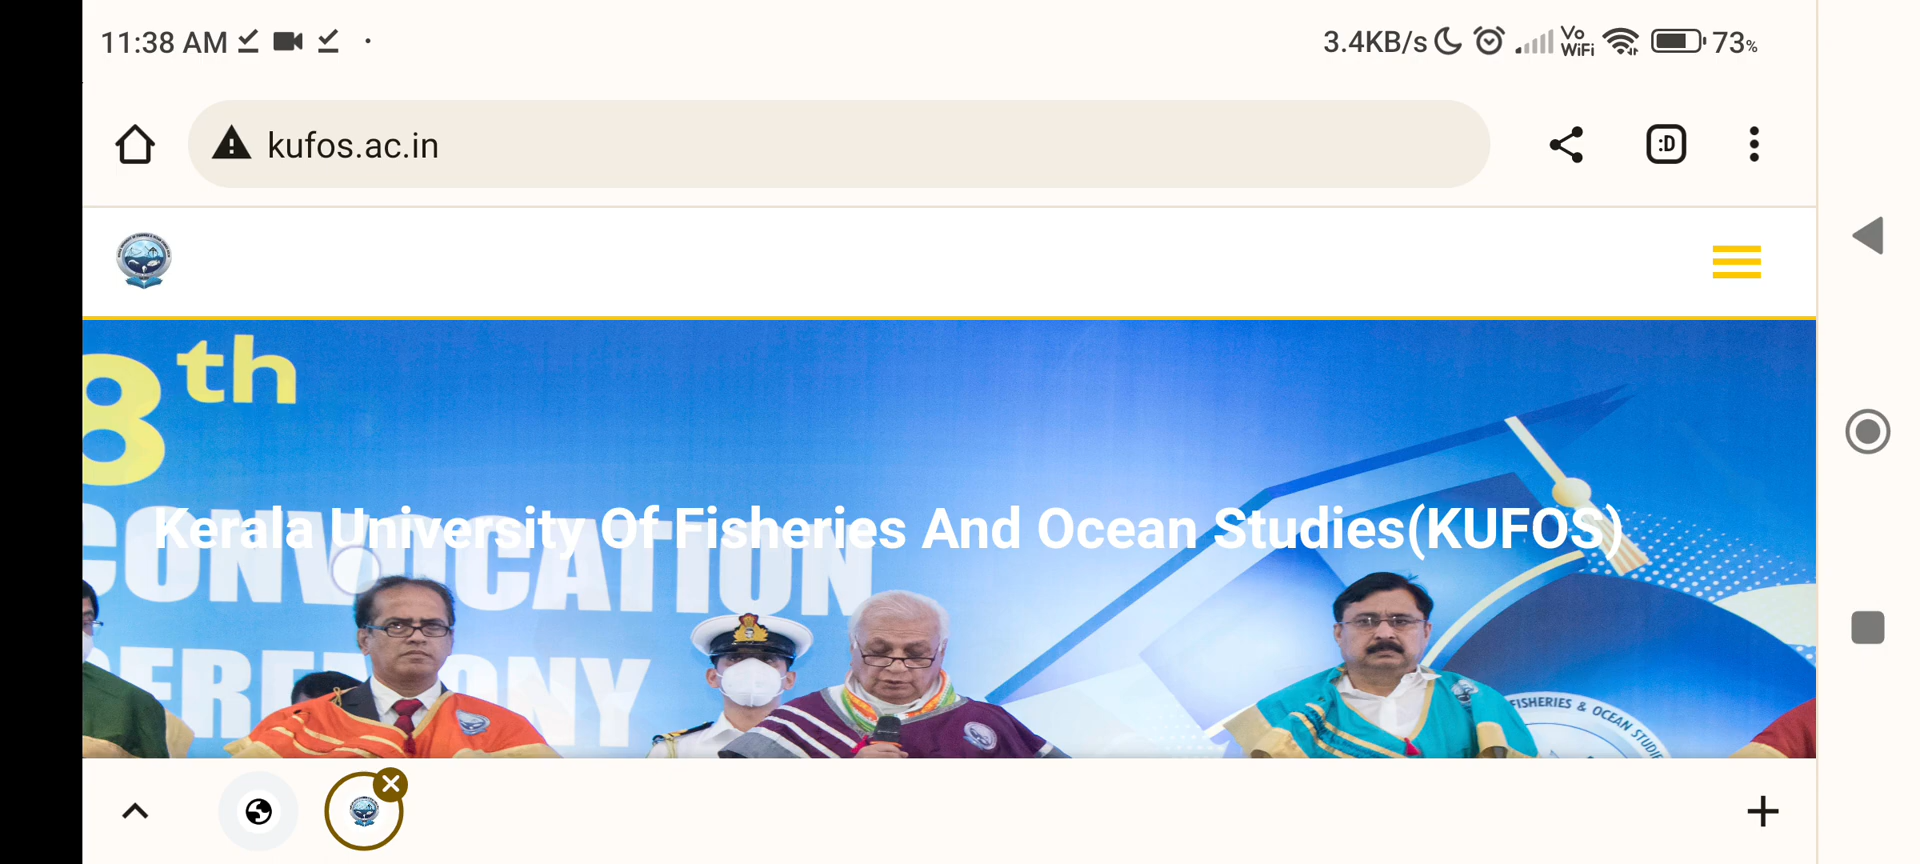 11:38 AM
3.4KB/s Vo WiFi 73%
kufos.ac.in
:D
8th
CONVOCATION
Kerala University Of Fisheries And Ocean Studies(KUFOS)
FISHERIES & OCEAN